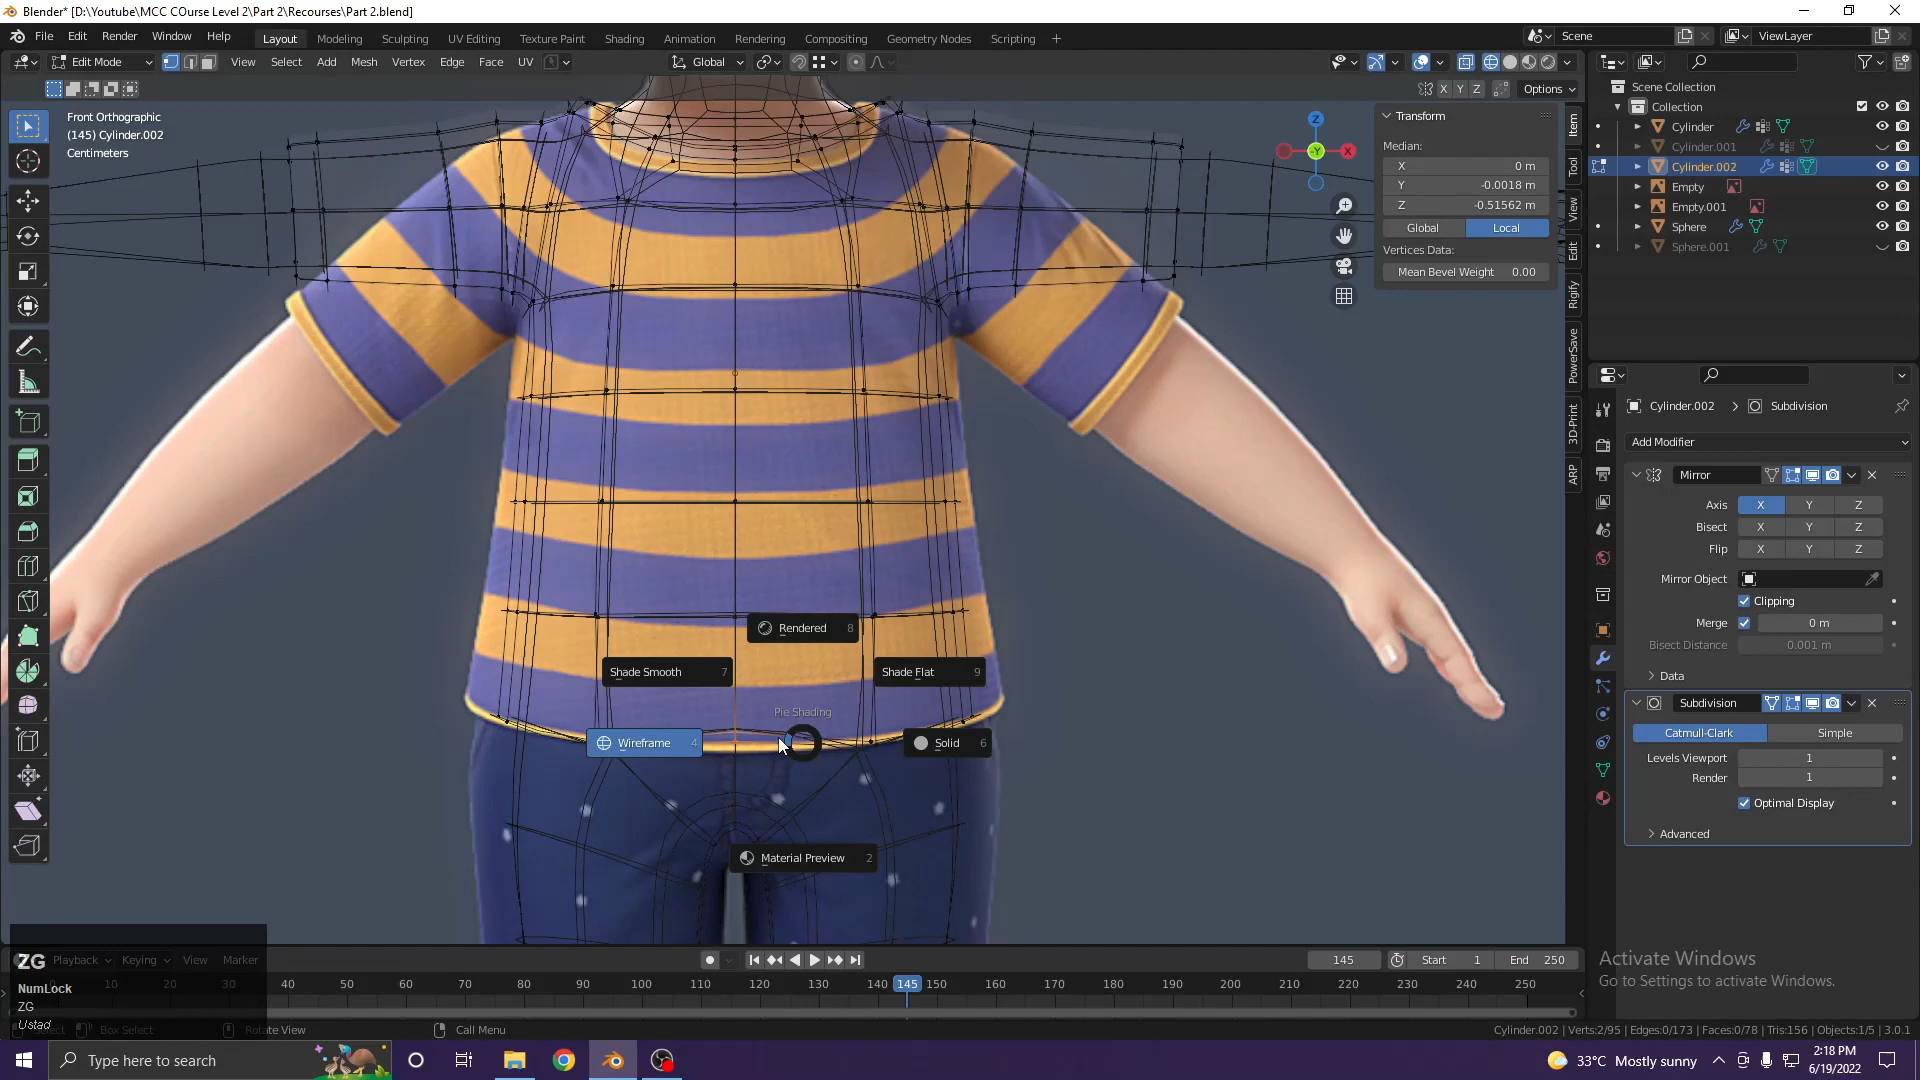 Blender* [D:\Youtube\MCC COurse Level 2\Part 2\Recourses\Part 2.blend]
File Edit Render Window Help Layout Modeling Sculpting UV Editing Texture Paint Shading Animation Rendering Compositing Geometry Nodes Scripting + Scene ViewLayer
Edit Mode View Select Add Mesh Vertex Edge Face UV Global
X Y Z Options
Front Orthographic
(145) Cylinder.002
Centimeters
Z
X
-Y
Transform
Median:
X 0 m
Y -0.0018 m
Z -0.51562 m
Global Local
Vertices Data:
Mean Bevel Weight 0.00
Item
Tool
View
Edit
Rigify
PowerSave
3D-Print
ARP
Scene Collection
Collection
Cylinder
Cylinder.001
Cylinder.002
Empty
Empty.001
Sphere
Sphere.001
Cylinder.002 > Subdivision
Add Modifier
Mirror
Axis X Y Z
Bisect X Y Z
Flip X Y Z
Mirror Object
Clipping
Merge 0 m
Bisect Distance 0.001 m
Data
Subdivision
Catmull-Clark Simple
Levels Viewport 1
Render 1
Optimal Display
Advanced
Rendered 8
Shade Smooth 7 Shade Flat 9
Pie Shading
Wireframe 4 Solid 6
Material Preview 2
ZG
NumLock
ZG
Ustad
Playback Keying View Marker 145 Start 1 End 250
10 20 30 40 50 60 70 80 90 100 110 120 130 140 145 150 160 170 180 190 200 210 220 230 240 250
Select Box Select Rotate View Call Menu Cylinder.002 | Verts:2/95 | Edges:0/173 | Faces:0/78 | Tris:156 | Objects:1/5 | 3.0.1
Activate Windows
Go to Settings to activate Windows.
Type here to search 33°C Mostly sunny 2:18 PM
6/19/2022